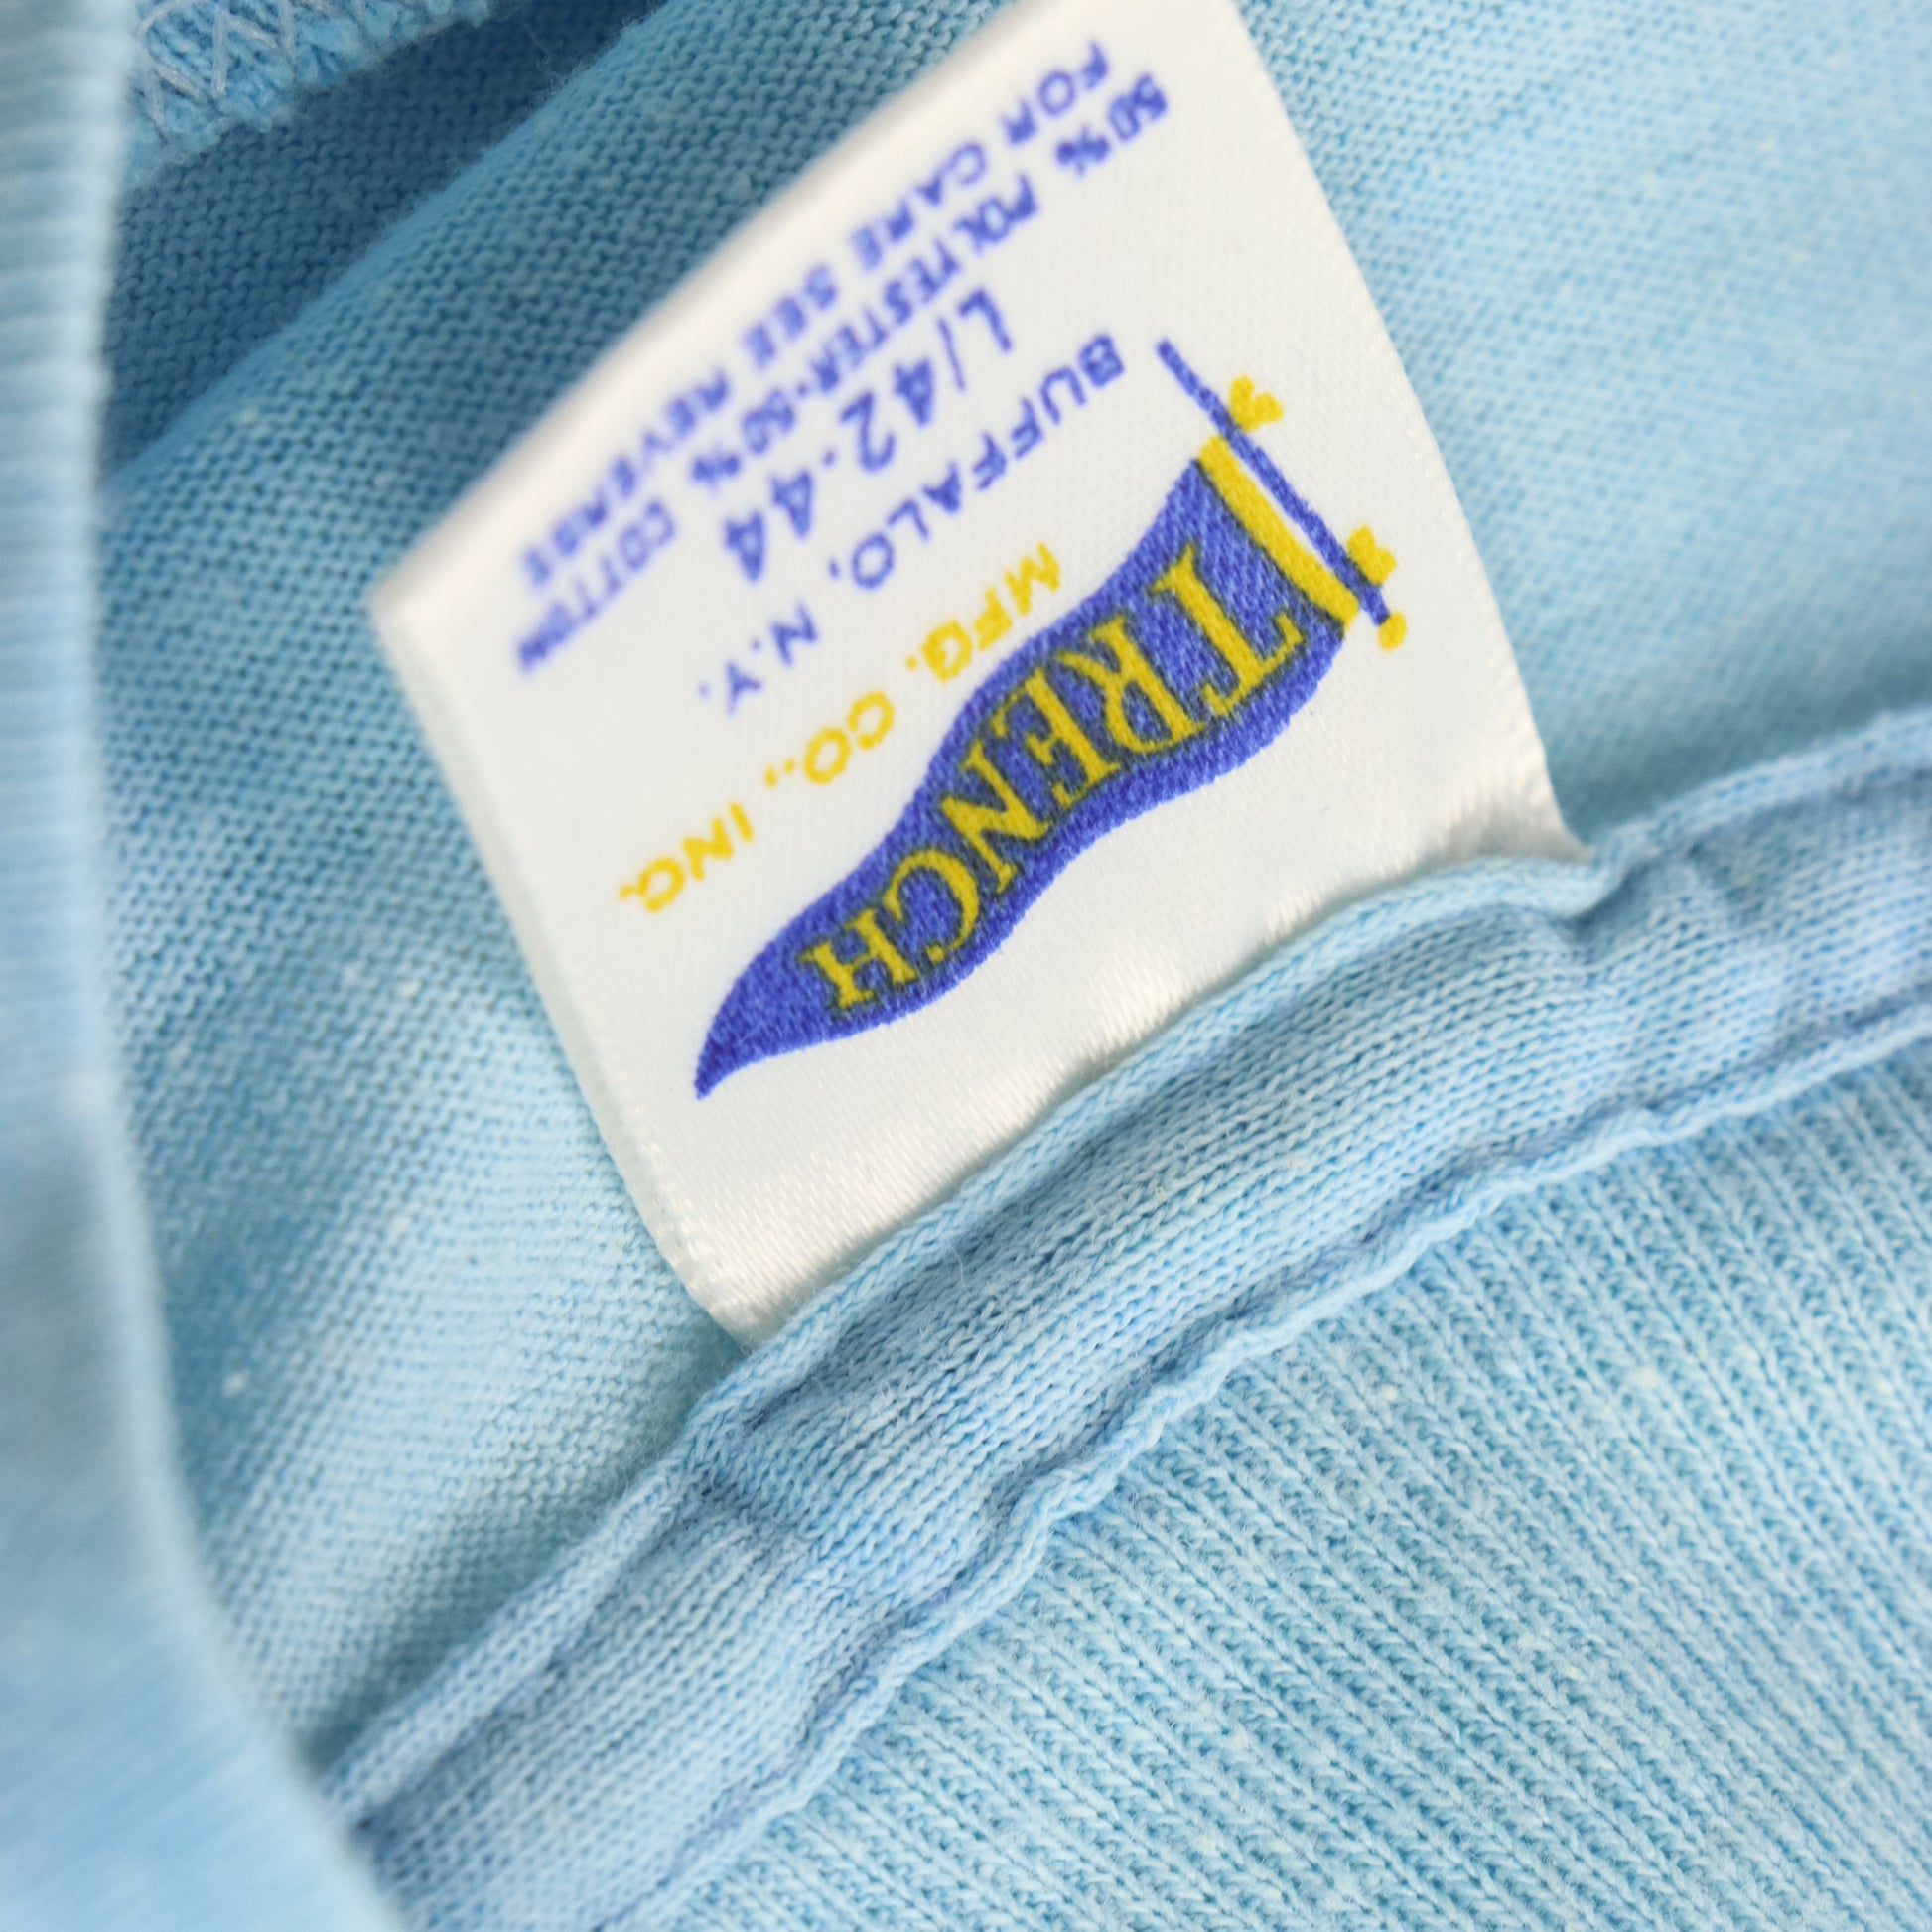 TRENCH
MFG. CO., INC.
BUFFALO, N.Y.
L/42-44
50% POLYESTER-50% COTTON
FOR CARE SEE REVERSE